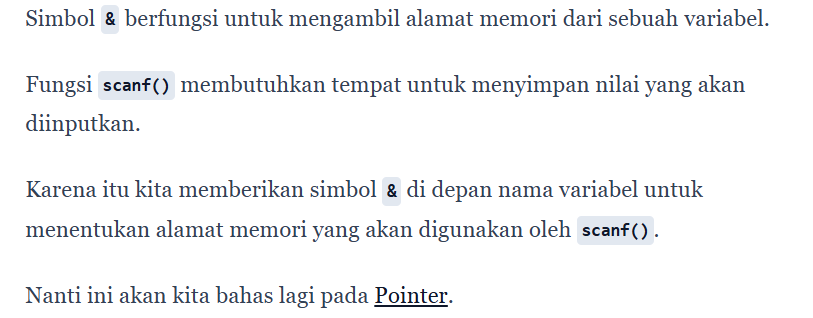 Simbol & berfungsi untuk mengambil alamat memori dari sebuah variabel.
Fungsi scanf() membutuhkan tempat untuk menyimpan nilai yang akan
diinputkan.
Karena itu kita memberikan simbol & di depan nama variabel untuk
menentukan alamat memori yang akan digunakan oleh scanf().
Nanti ini akan kita bahas lagi pada Pointer.